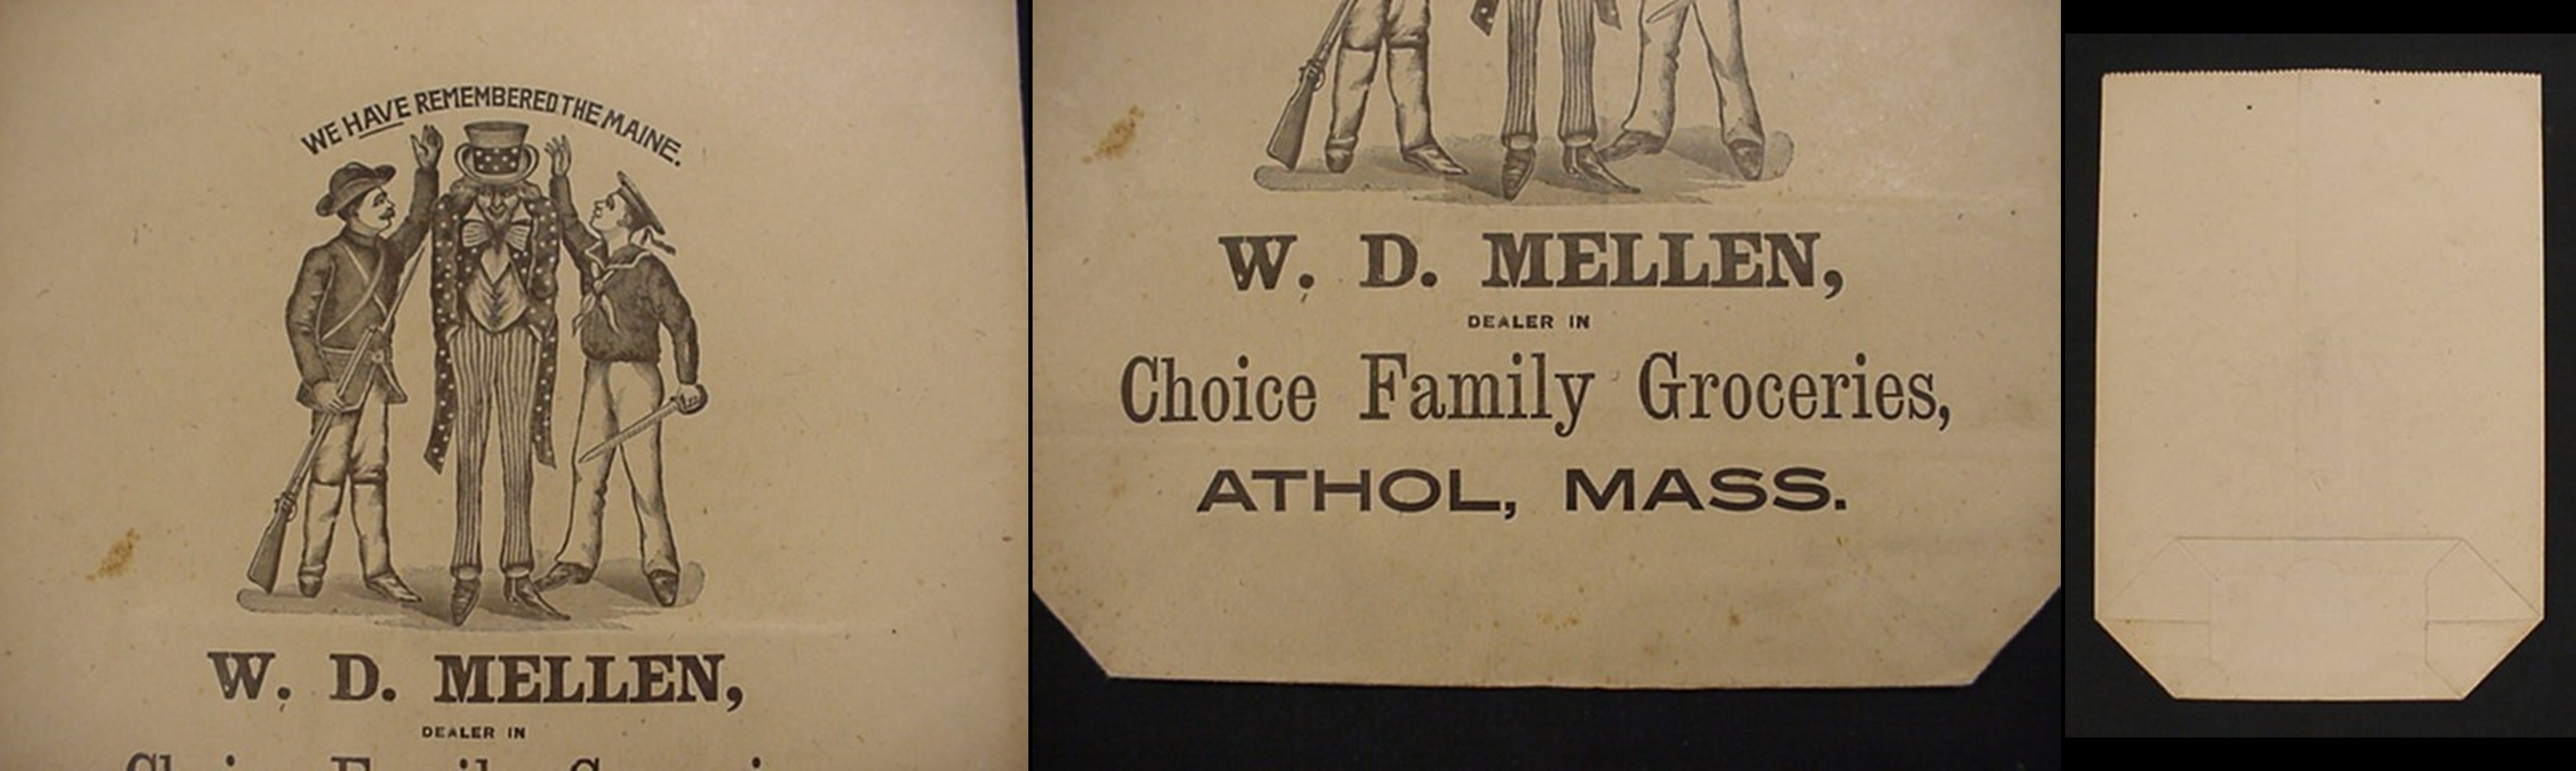 WE HAVE REMEMBERED THE MAINE.
W. D. MELLEN,
DEALER IN
W. D. MELLEN,
DEALER IN
Choice Family Groceries,
ATHOL, MASS.